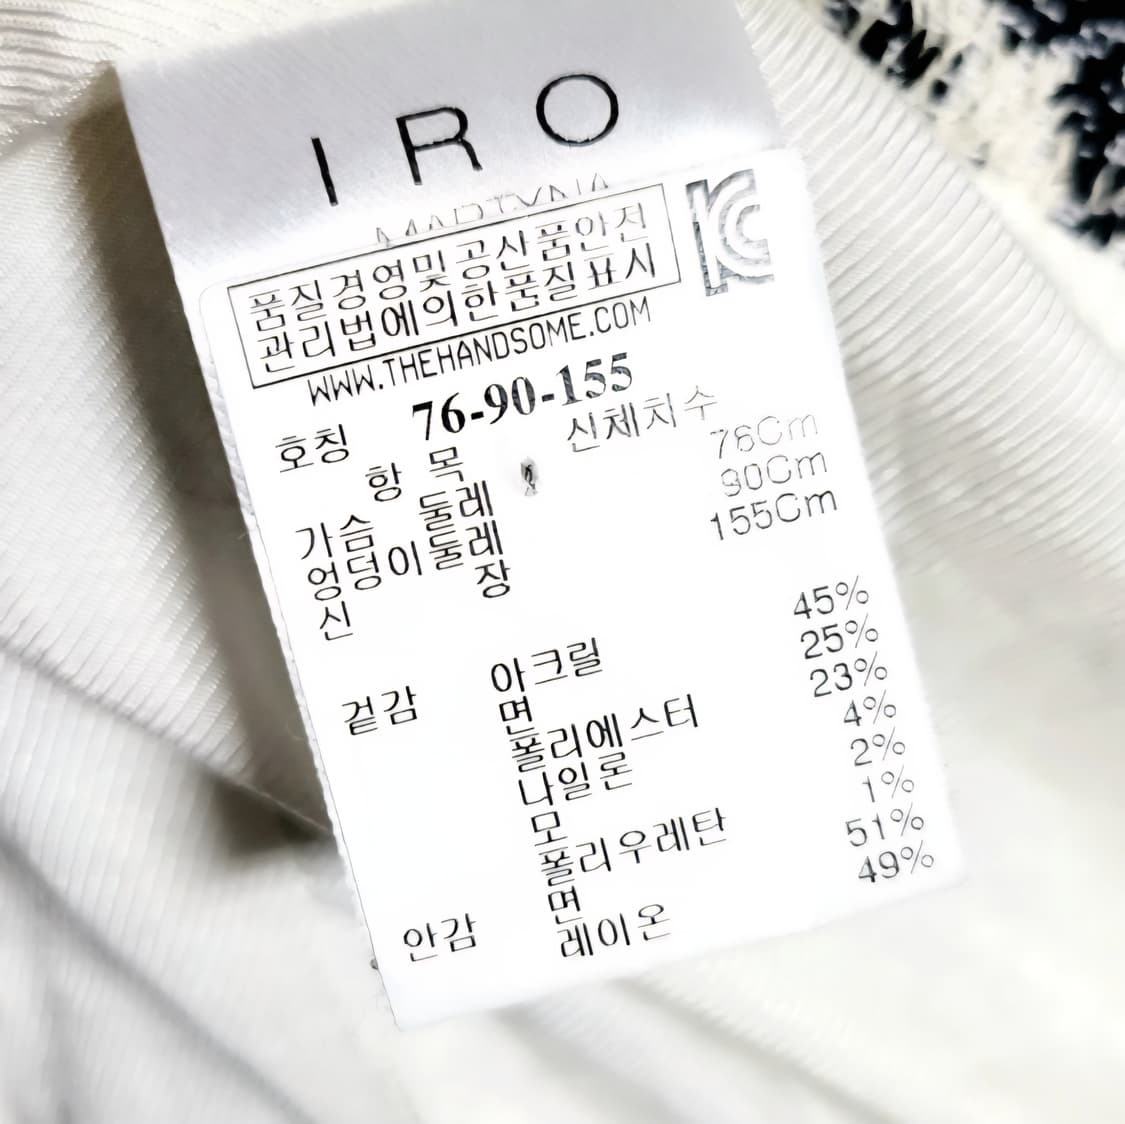 IRO
MARTYNA
품질경영및공산품안전
관리법에의한품질표시
WWW.THEHANDSOME.COM
호칭 76-90-155
항 목 신체치수
가슴 둘레 76Cm
엉덩이둘레 90Cm
신 장 155Cm
겉감 아크릴 45%
면 25%
폴리에스터 23%
나일론 4%
모 2%
폴리우레탄 1%
안감 면 51%
레이온 49%